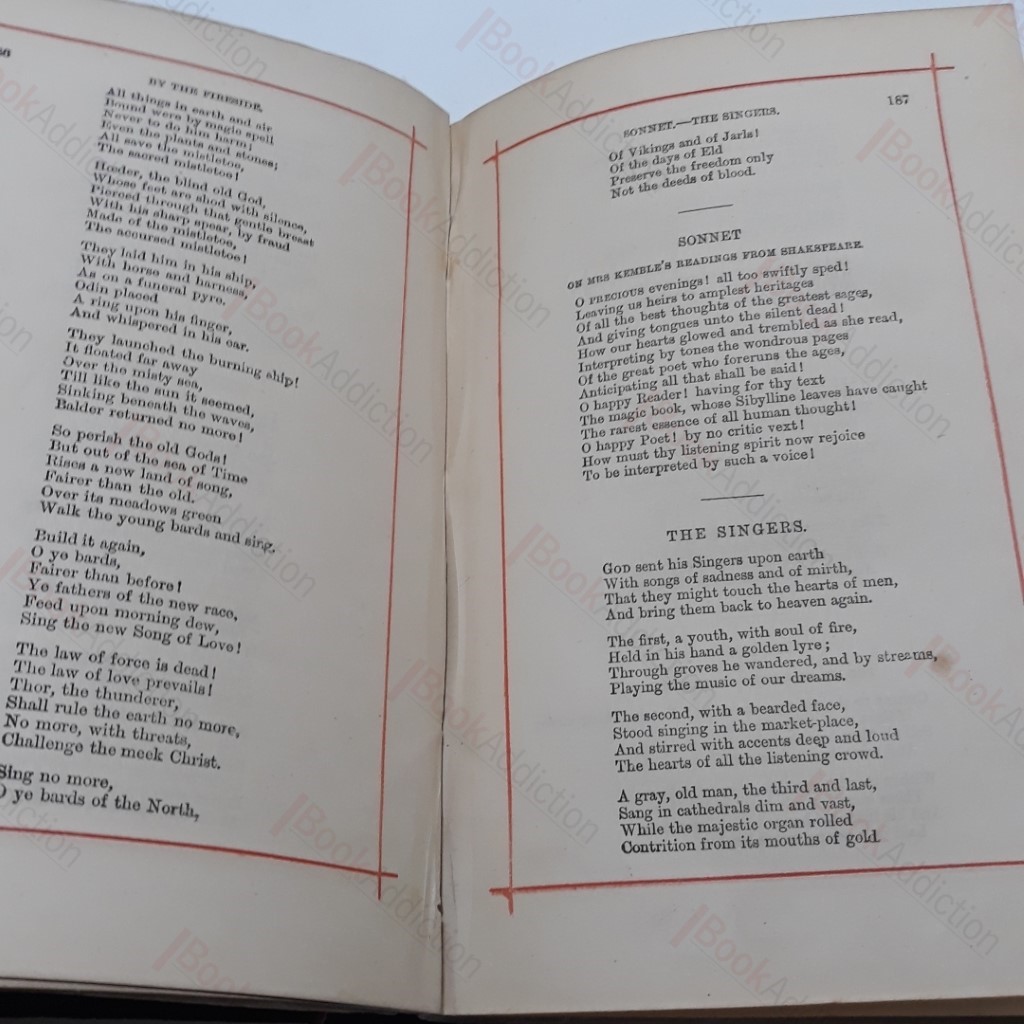 BY THE FIRESIDE.
All things in earth and air
Bound were by magic spell
Never to do him harm;
Even the plants and stones;
All save the mistletoe,
The sacred mistletoe!
Hœder, the blind old God,
Whose feet are shod with silence,
Pierced through that gentle breast
With his sharp spear, by fraud
Made of the mistletoe,
The accursed mistletoe!
They laid him in his ship,
With horse and harness,
As on a funeral pyre.
Odin placed
A ring upon his finger,
And whispered in his ear.
They launched the burning ship!
It floated far away
Over the misty sea,
Till like the sun it seemed,
Sinking beneath the waves,
Balder returned no more!
So perish the old Gods!
But out of the sea of Time
Rises a new land of song,
Fairer than the old.
Over its meadows green
Walk the young bards and sing.
Build it again,
O ye bards,
Fairer than before!
Ye fathers of the new race,
Feed upon morning dew,
Sing the new Song of Love!
The law of force is dead!
The law of love prevails!
Thor, the thunderer,
Shall rule the earth no more,
No more, with threats,
Challenge the meek Christ.
Sing no more,
O ye bards of the North,
187
SONNET.—THE SINGERS.
Of Vikings and of Jarls!
Of the days of Eld
Preserve the freedom only
Not the deeds of blood.
SONNET
ON MRS KEMBLE'S READINGS FROM SHAKSPEARE.
O PRECIOUS evenings! all too swiftly sped!
Leaving us heirs to amplest heritages
Of all the best thoughts of the greatest sages,
And giving tongues unto the silent dead!
How our hearts glowed and trembled as she read,
Interpreting by tones the wondrous pages
Of the great poet who foreruns the ages,
Anticipating all that shall be said!
O happy Reader! having for thy text
The magic book, whose Sibylline leaves have caught
The rarest essence of all human thought!
O happy Poet! by no critic vext!
How must thy listening spirit now rejoice
To be interpreted by such a voice!
THE SINGERS.
GOD sent his Singers upon earth
With songs of sadness and of mirth,
That they might touch the hearts of men,
And bring them back to heaven again.
The first, a youth, with soul of fire,
Held in his hand a golden lyre;
Through groves he wandered, and by streams,
Playing the music of our dreams.
The second, with a bearded face,
Stood singing in the market-place,
And stirred with accents deep and loud
The hearts of all the listening crowd.
A gray, old man, the third and last,
Sang in cathedrals dim and vast,
While the majestic organ rolled
Contrition from its mouths of gold.
BookAddiction